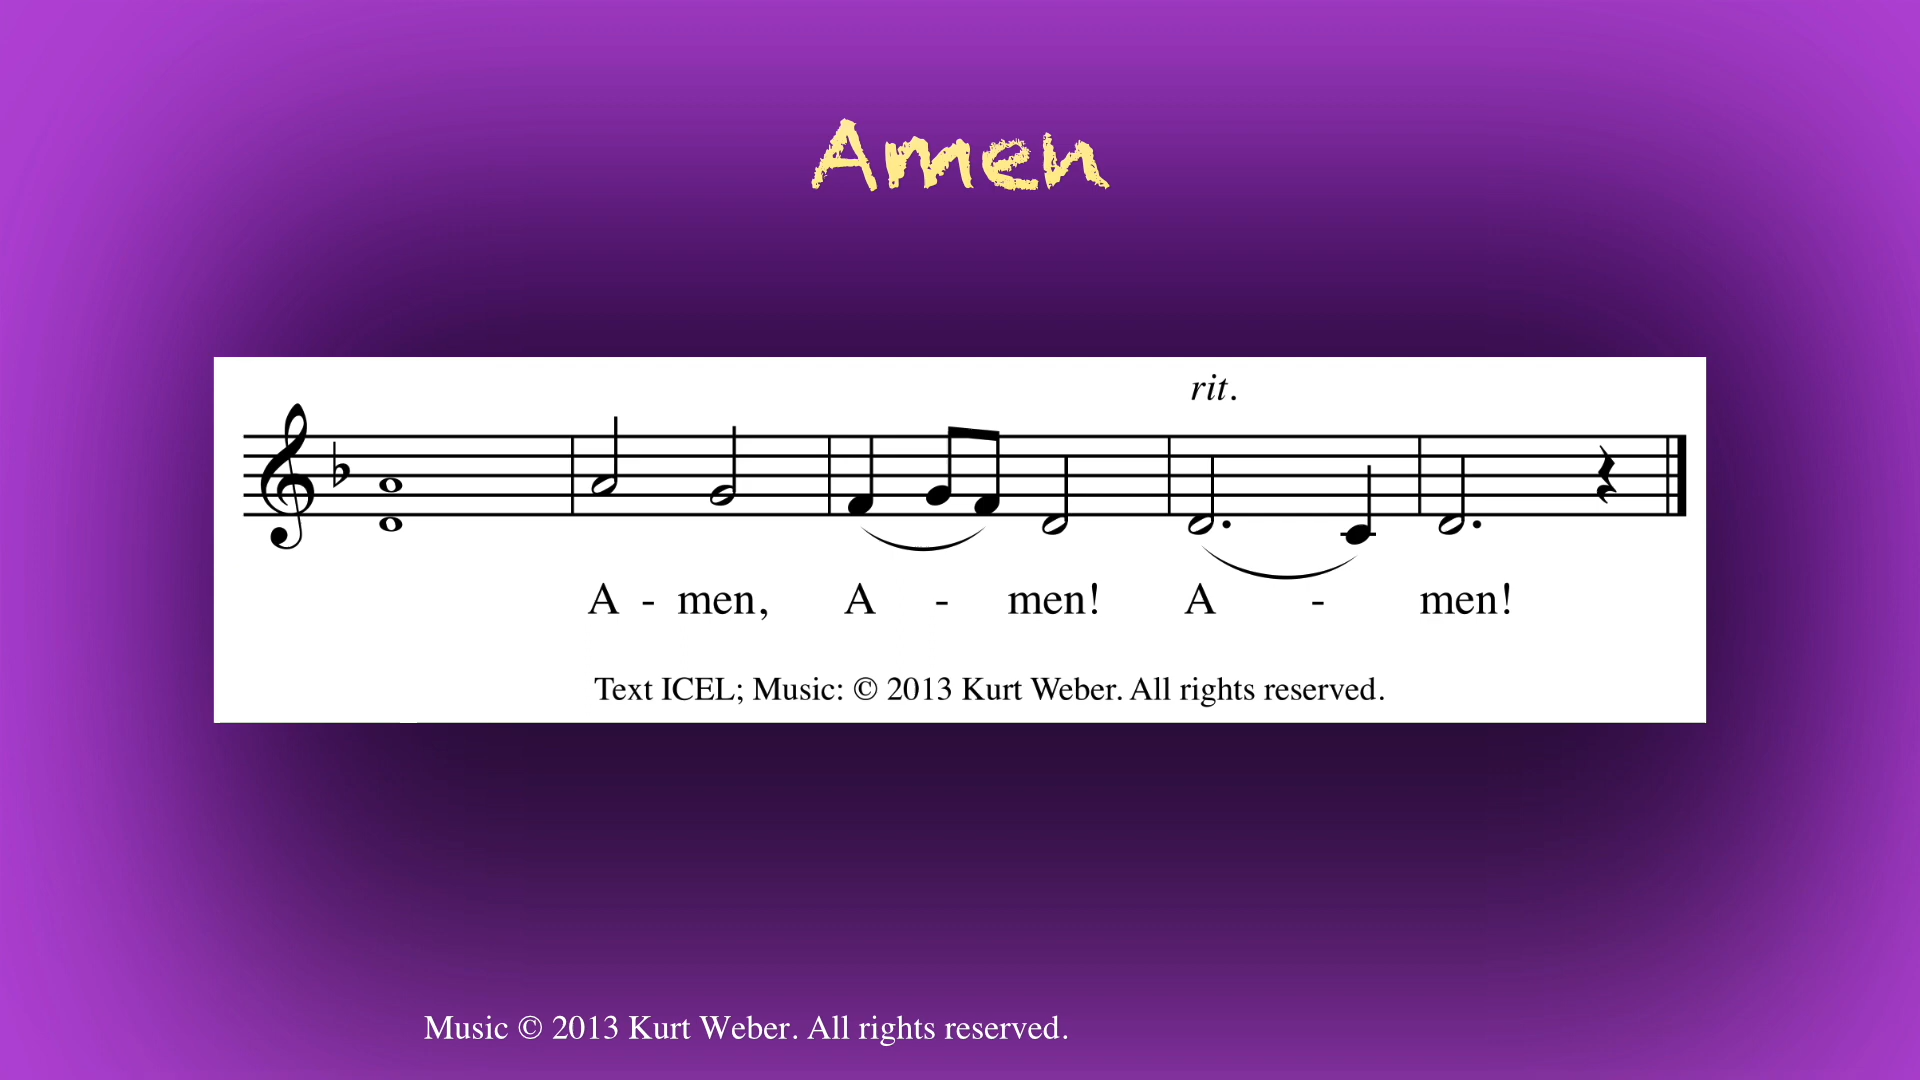 Amen
rit.
A - men, A - men! A - men!
Text ICEL; Music: © 2013 Kurt Weber. All rights reserved.
Music © 2013 Kurt Weber. All rights reserved.